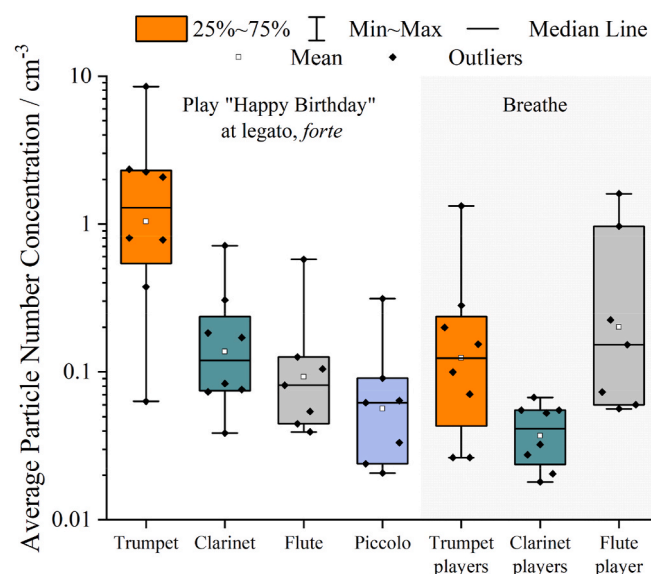 25%~75% Min~Max Median Line
Mean Outliers
Average Particle Number Concentration / cm⁻³
10
1
0.1
0.01
Play "Happy Birthday"
at legato, forte
Breathe
Trumpet Clarinet Flute Piccolo Trumpet players Clarinet players Flute player